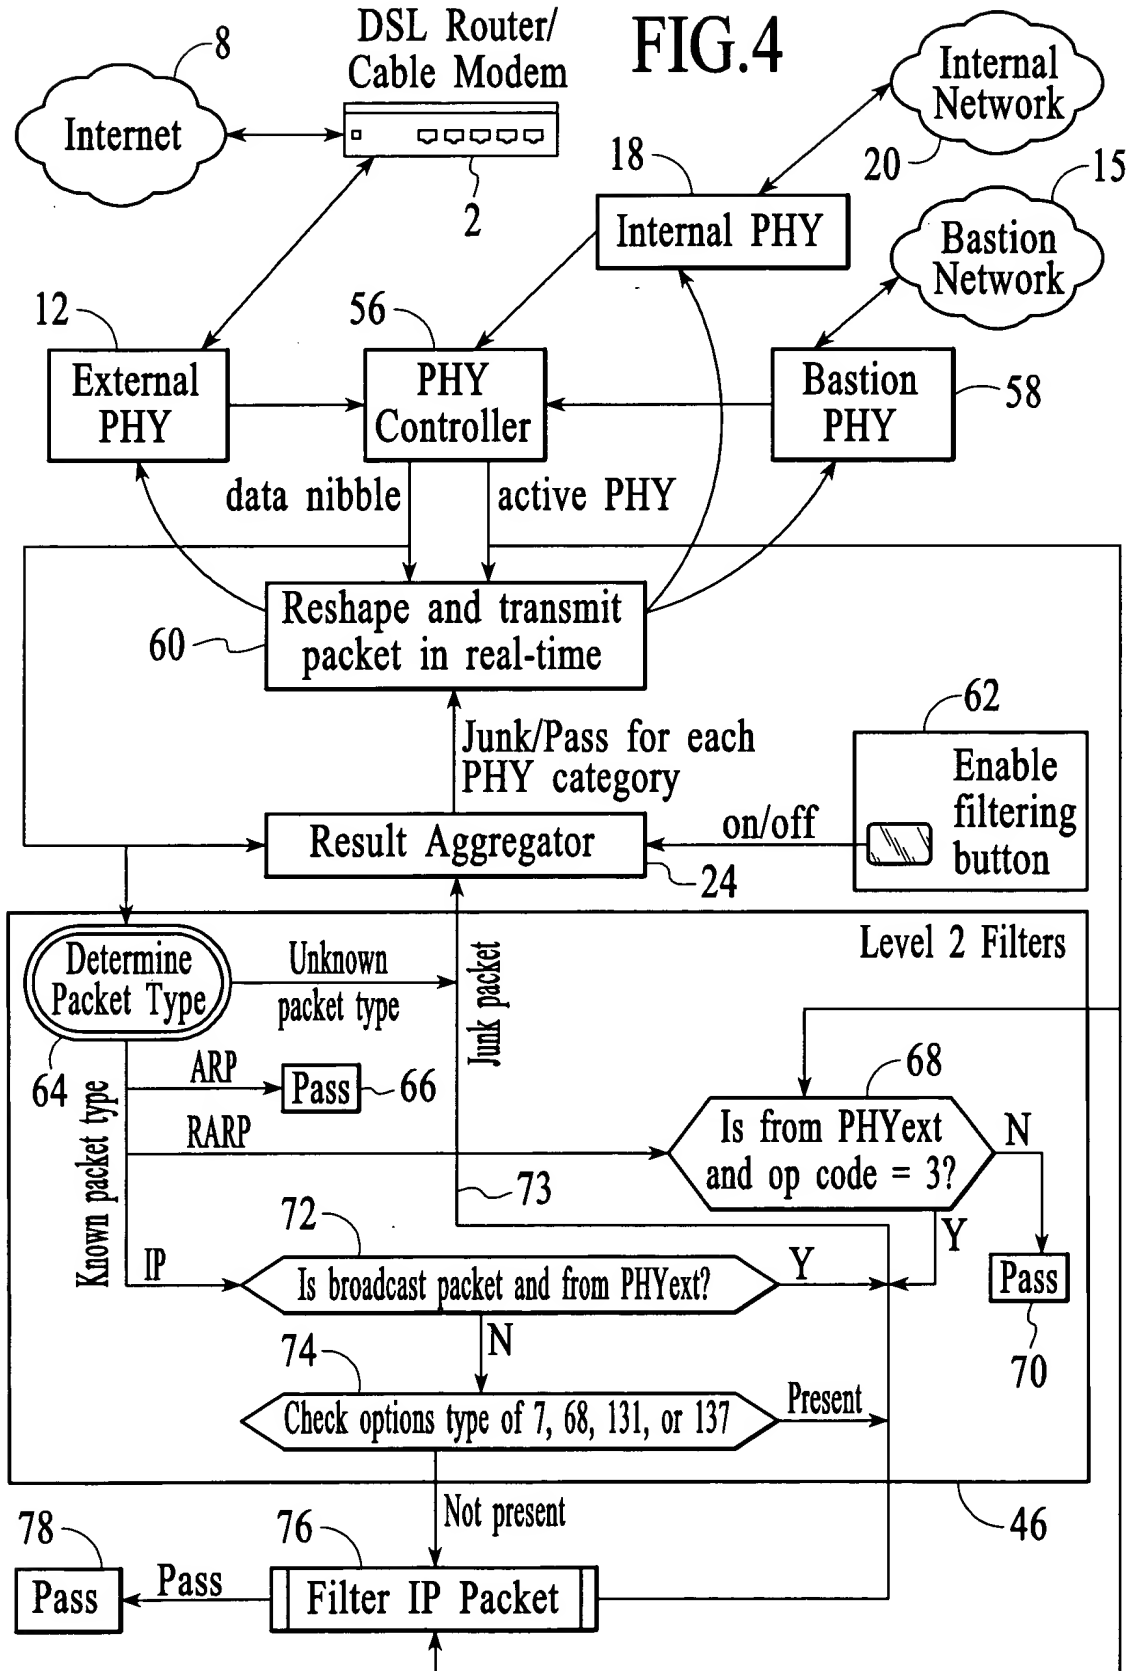 FIG.4
8
Internet
DSL Router/
Cable Modem
2
Internal
Network
20
18
Internal PHY
15
Bastion
Network
12
External
PHY
56
PHY
Controller
Bastion
PHY
58
data nibble
active PHY
Reshape and transmit
packet in real-time
60
Junk/Pass for each
PHY category
62
Enable
filtering
button
on/off
Result Aggregator
24
Level 2 Filters
Determine
Packet Type
64
Unknown
packet type
Junk packet
Known packet type
ARP
Pass
66
RARP
68
Is from PHYext
and op code = 3?
N
Y
Pass
70
73
72
IP
Is broadcast packet and from PHYext?
Y
N
74
Check options type of 7, 68, 131, or 137
Present
46
Not present
78
Pass
Pass
76
Filter IP Packet